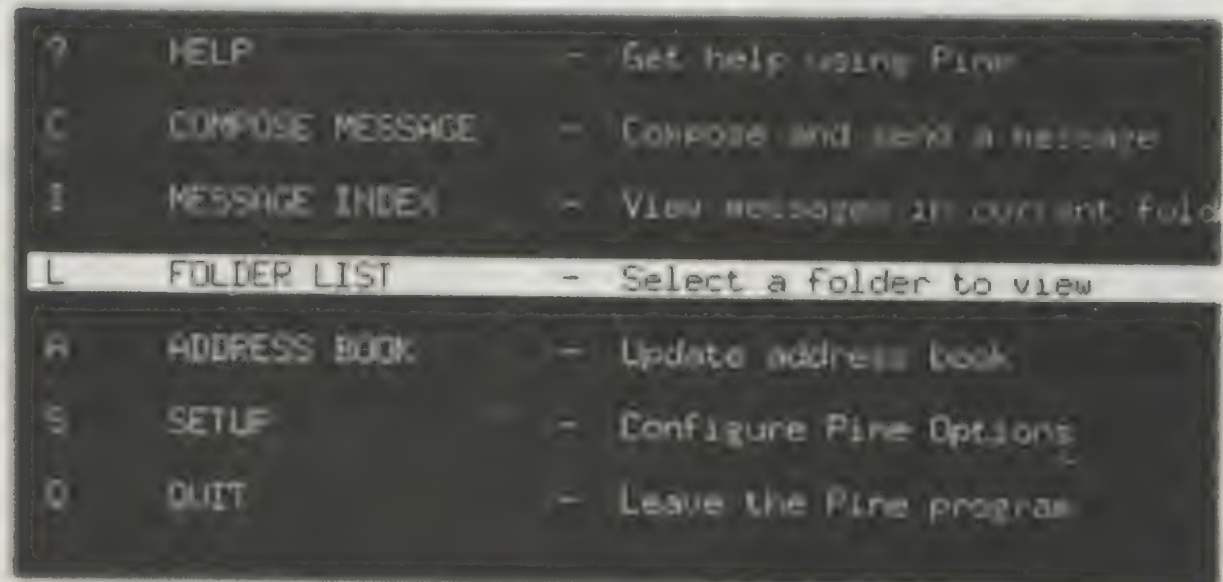 ? HELP - Get help using Pine
C COMPOSE MESSAGE - Compose and send a message
I MESSAGE INDEX - View messages in current fold
L FOLDER LIST - Select a folder to view
A ADDRESS BOOK - Update address book
S SETUP - Configure Pine Options
Q QUIT - Leave the Pine program